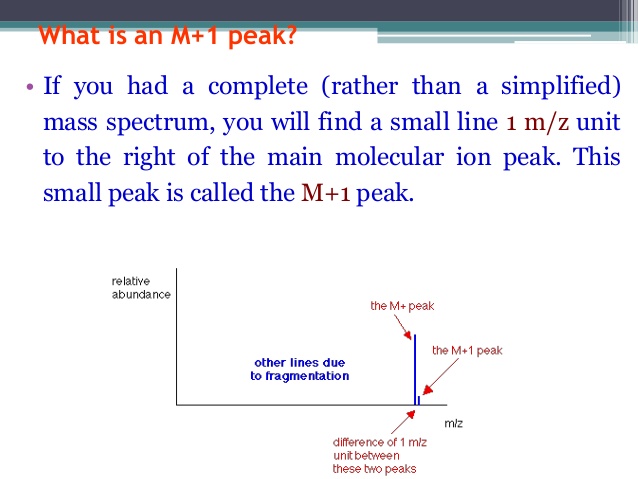 What is an M+1 peak?
• If you had a complete (rather than a simplified)
mass spectrum, you will find a small line 1 m/z unit
to the right of the main molecular ion peak. This
small peak is called the M+1 peak.
relative
abundance
the M+ peak
the M+1 peak
other lines due
to fragmentation
m/z
difference of 1 m/z
unit between
these two peaks